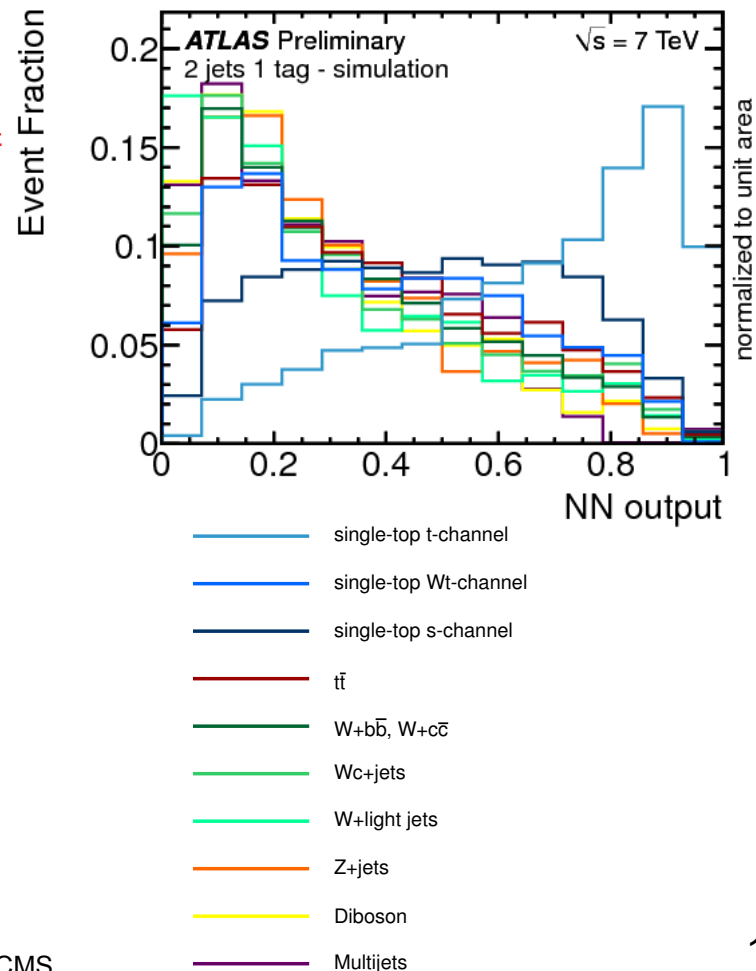 ATLAS Preliminary
√s = 7 TeV
2 jets 1 tag - simulation
Event Fraction
0.2
0.15
0.1
0.05
0
0 0.2 0.4 0.6 0.8 1
NN output
normalized to unit area
single-top t-channel
single-top Wt-channel
single-top s-channel
tt̄
W+bb̄, W+cc̄
Wc+jets
W+light jets
Z+jets
Diboson
Multijets
CMS